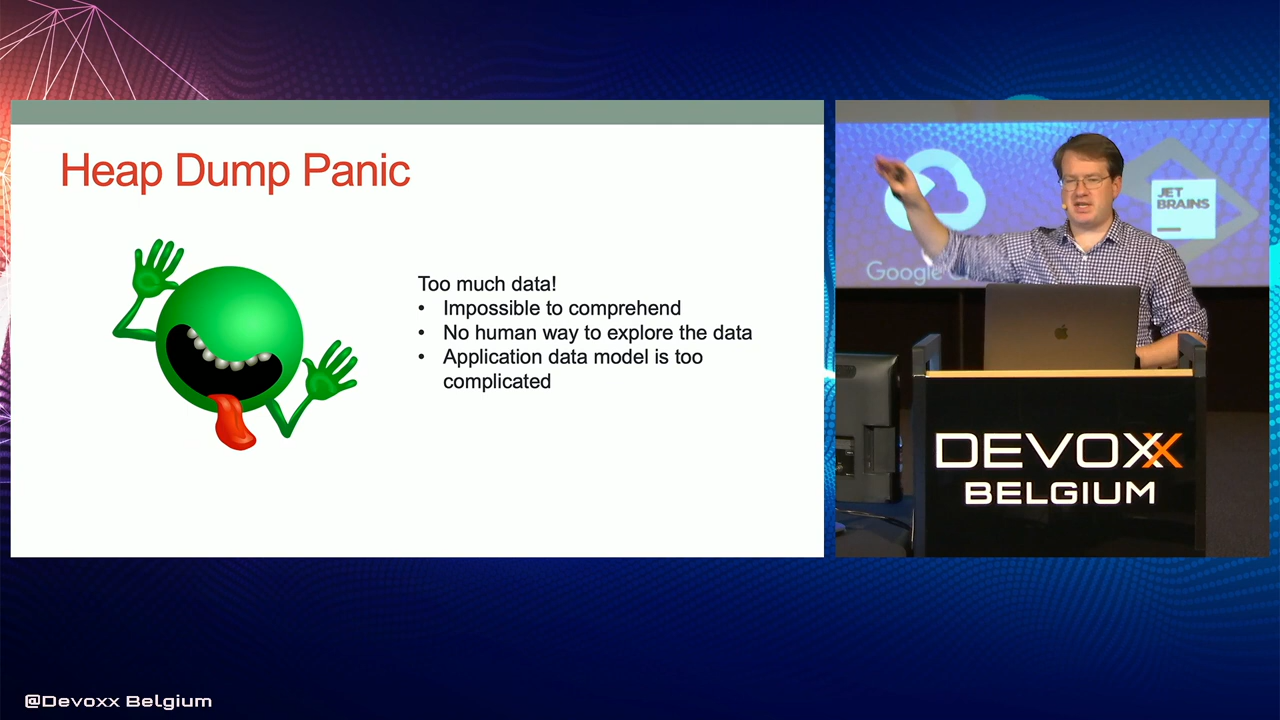 Heap Dump Panic
Too much data!
• Impossible to comprehend
• No human way to explore the data
• Application data model is too
complicated
JET
BRAINS
Google
DEVOXX
BELGIUM
@Devoxx Belgium